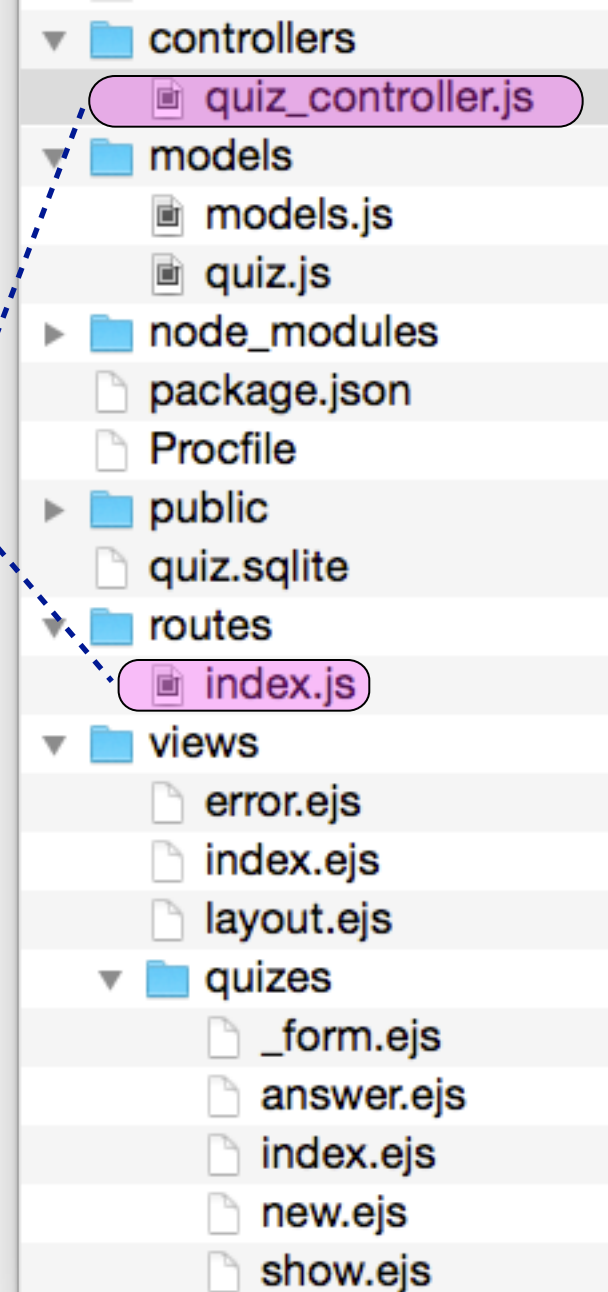 controllers
quiz_controller.js
models
models.js
quiz.js
node_modules
package.json
Procfile
public
quiz.sqlite
routes
index.js
views
error.ejs
index.ejs
layout.ejs
quizes
_form.ejs
answer.ejs
index.ejs
new.ejs
show.ejs